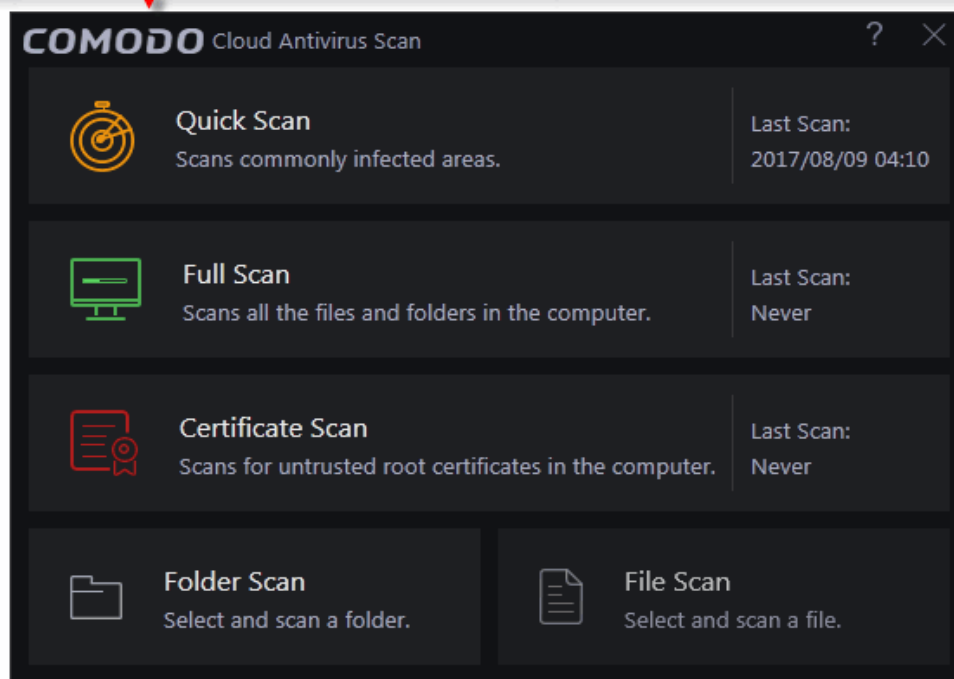 COMODO Cloud Antivirus Scan ?
Quick Scan
Scans commonly infected areas.
Last Scan:
2017/08/09 04:10
Full Scan
Scans all the files and folders in the computer.
Last Scan:
Never
Certificate Scan
Scans for untrusted root certificates in the computer.
Last Scan:
Never
Folder Scan
Select and scan a folder.
File Scan
Select and scan a file.